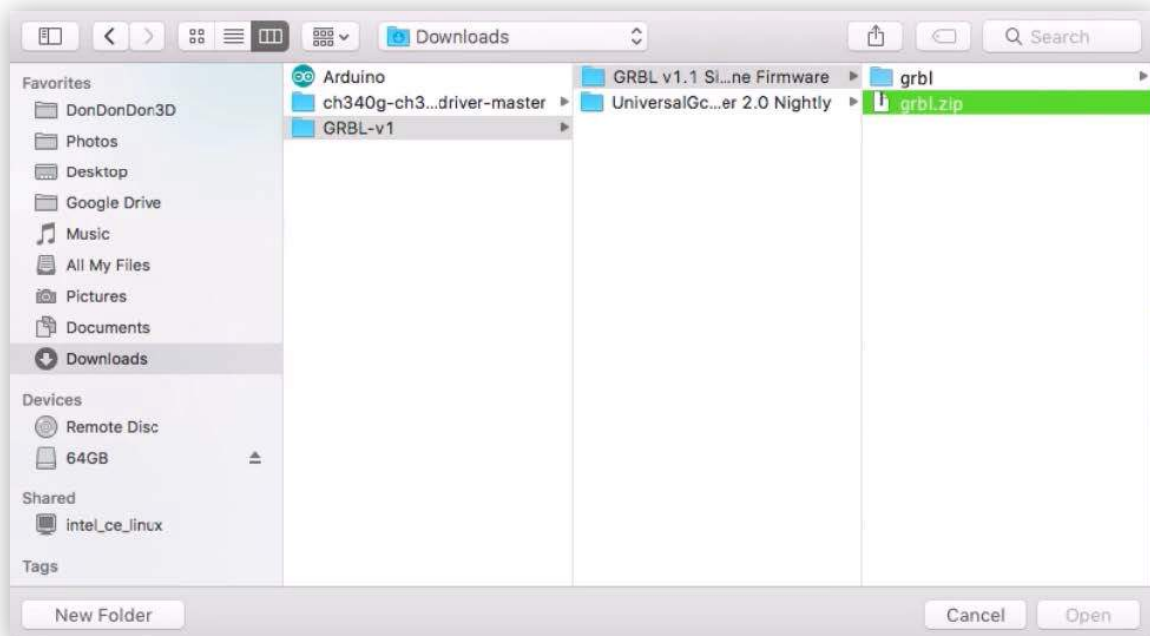 Downloads
Search
Favorites
DonDonDon3D
Photos
Desktop
Google Drive
Music
All My Files
Pictures
Documents
Downloads
Devices
Remote Disc
64GB
Shared
intel_ce_linux
Tags
Arduino
ch340g-ch3...driver-master
GRBL-v1
GRBL v1.1 Si...ne Firmware
UniversalGc...er 2.0 Nightly
grbl
grbl.zip
New Folder
Cancel
Open